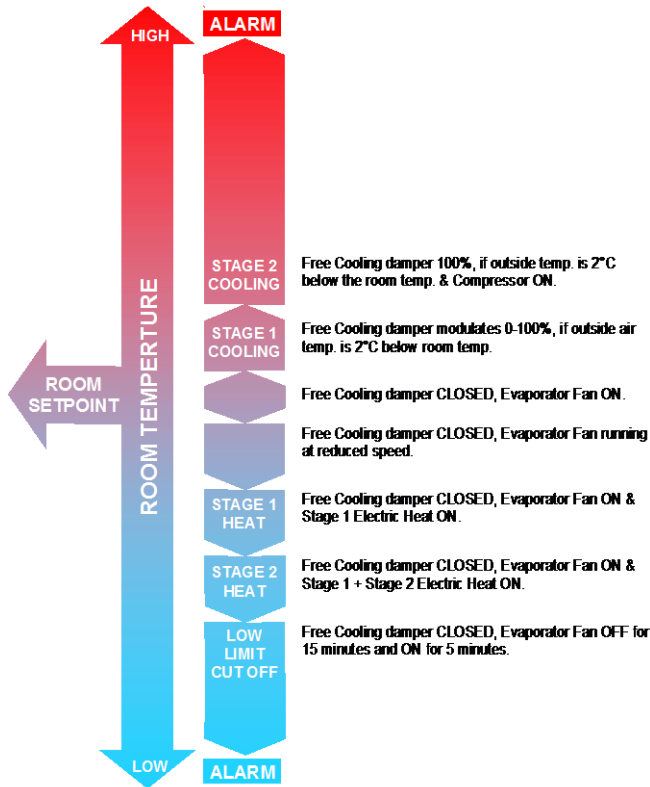 HIGH
ALARM
STAGE 2
COOLING
Free Cooling damper 100%, if outside temp. is 2°C
below the room temp. & Compressor ON.
STAGE 1
COOLING
Free Cooling damper modulates 0-100%, if outside air
temp. is 2°C below room temp.
ROOM
SETPOINT
ROOM TEMPERTURE
Free Cooling damper CLOSED, Evaporator Fan ON.
Free Cooling damper CLOSED, Evaporator Fan running
at reduced speed.
STAGE 1
HEAT
Free Cooling damper CLOSED, Evaporator Fan ON &
Stage 1 Electric Heat ON.
STAGE 2
HEAT
Free Cooling damper CLOSED, Evaporator Fan ON &
Stage 1 + Stage 2 Electric Heat ON.
LOW
LIMIT
CUT OFF
Free Cooling damper CLOSED, Evaporator Fan OFF for
15 minutes and ON for 5 minutes.
LOW
ALARM